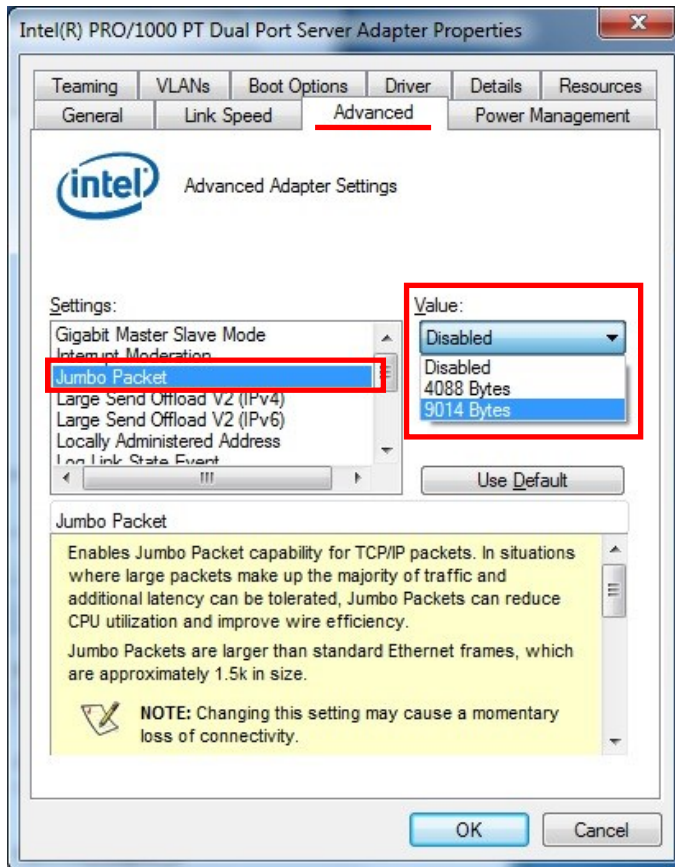 Intel(R) PRO/1000 PT Dual Port Server Adapter Properties
Teaming VLANs Boot Options Driver Details Resources
General Link Speed Advanced Power Management
intel Advanced Adapter Settings
Settings:
Value:
Gigabit Master Slave Mode
Interrupt Moderation
Jumbo Packet
Large Send Offload V2 (IPv4)
Large Send Offload V2 (IPv6)
Locally Administered Address
Log Link State Event
Disabled
Disabled
4088 Bytes
9014 Bytes
Use Default
Jumbo Packet
Enables Jumbo Packet capability for TCP/IP packets. In situations
where large packets make up the majority of traffic and
additional latency can be tolerated, Jumbo Packets can reduce
CPU utilization and improve wire efficiency.
Jumbo Packets are larger than standard Ethernet frames, which
are approximately 1.5k in size.
NOTE: Changing this setting may cause a momentary
loss of connectivity.
OK Cancel